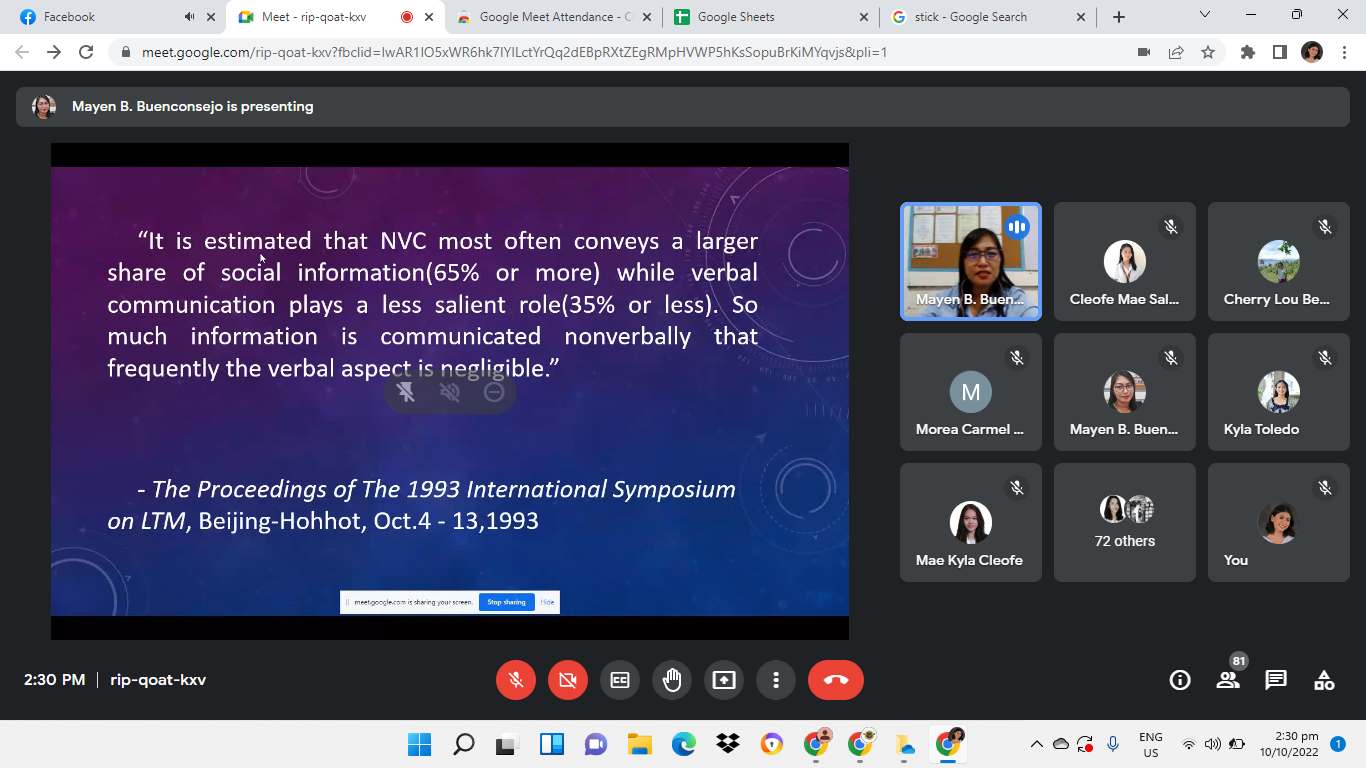 Facebook
Meet - rip-qoat-kxv
Google Meet Attendance - C
Google Sheets
stick - Google Search
meet.google.com/rip-qoat-kxv?fbclid=IwAR1IO5xWR6hk7IYILctYrQq2dEBpRXtZEgRMpHVWP5hKsSopuBrKiMYqvjs&pli=1
Mayen B. Buenconsejo is presenting
“It is estimated that NVC most often conveys a larger
share of social information(65% or more) while verbal
communication plays a less salient role(35% or less). So
much information is communicated nonverbally that
frequently the verbal aspect is negligible.”
- The Proceedings of The 1993 International Symposium
on LTM, Beijing-Hohhot, Oct.4 - 13,1993
meet.google.com is sharing your screen.
Stop sharing
Hide
Mayen B. Buen...
Cleofe Mae Sal...
Cherry Lou Be...
M
Morea Carmel ...
Mayen B. Buen...
Kyla Toledo
Mae Kyla Cleofe
72 others
You
2:30 PM | rip-qoat-kxv
81
ENG
US
2:30 pm
10/10/2022
1